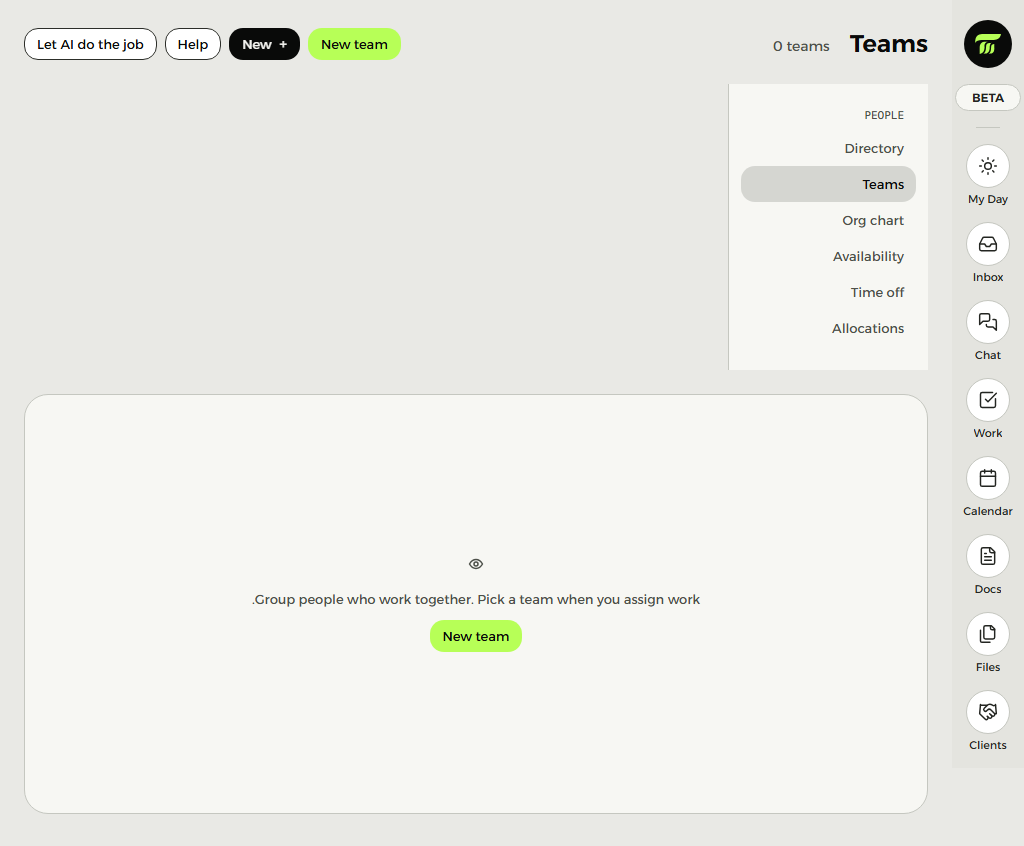 Teams
0 teams
New team
New +
Help
Let AI do the job
BETA
My Day
Inbox
Chat
Work
Calendar
Docs
Files
Clients
PEOPLE
Directory
Teams
Org chart
Availability
Time off
Allocations
.Group people who work together. Pick a team when you assign work
New team